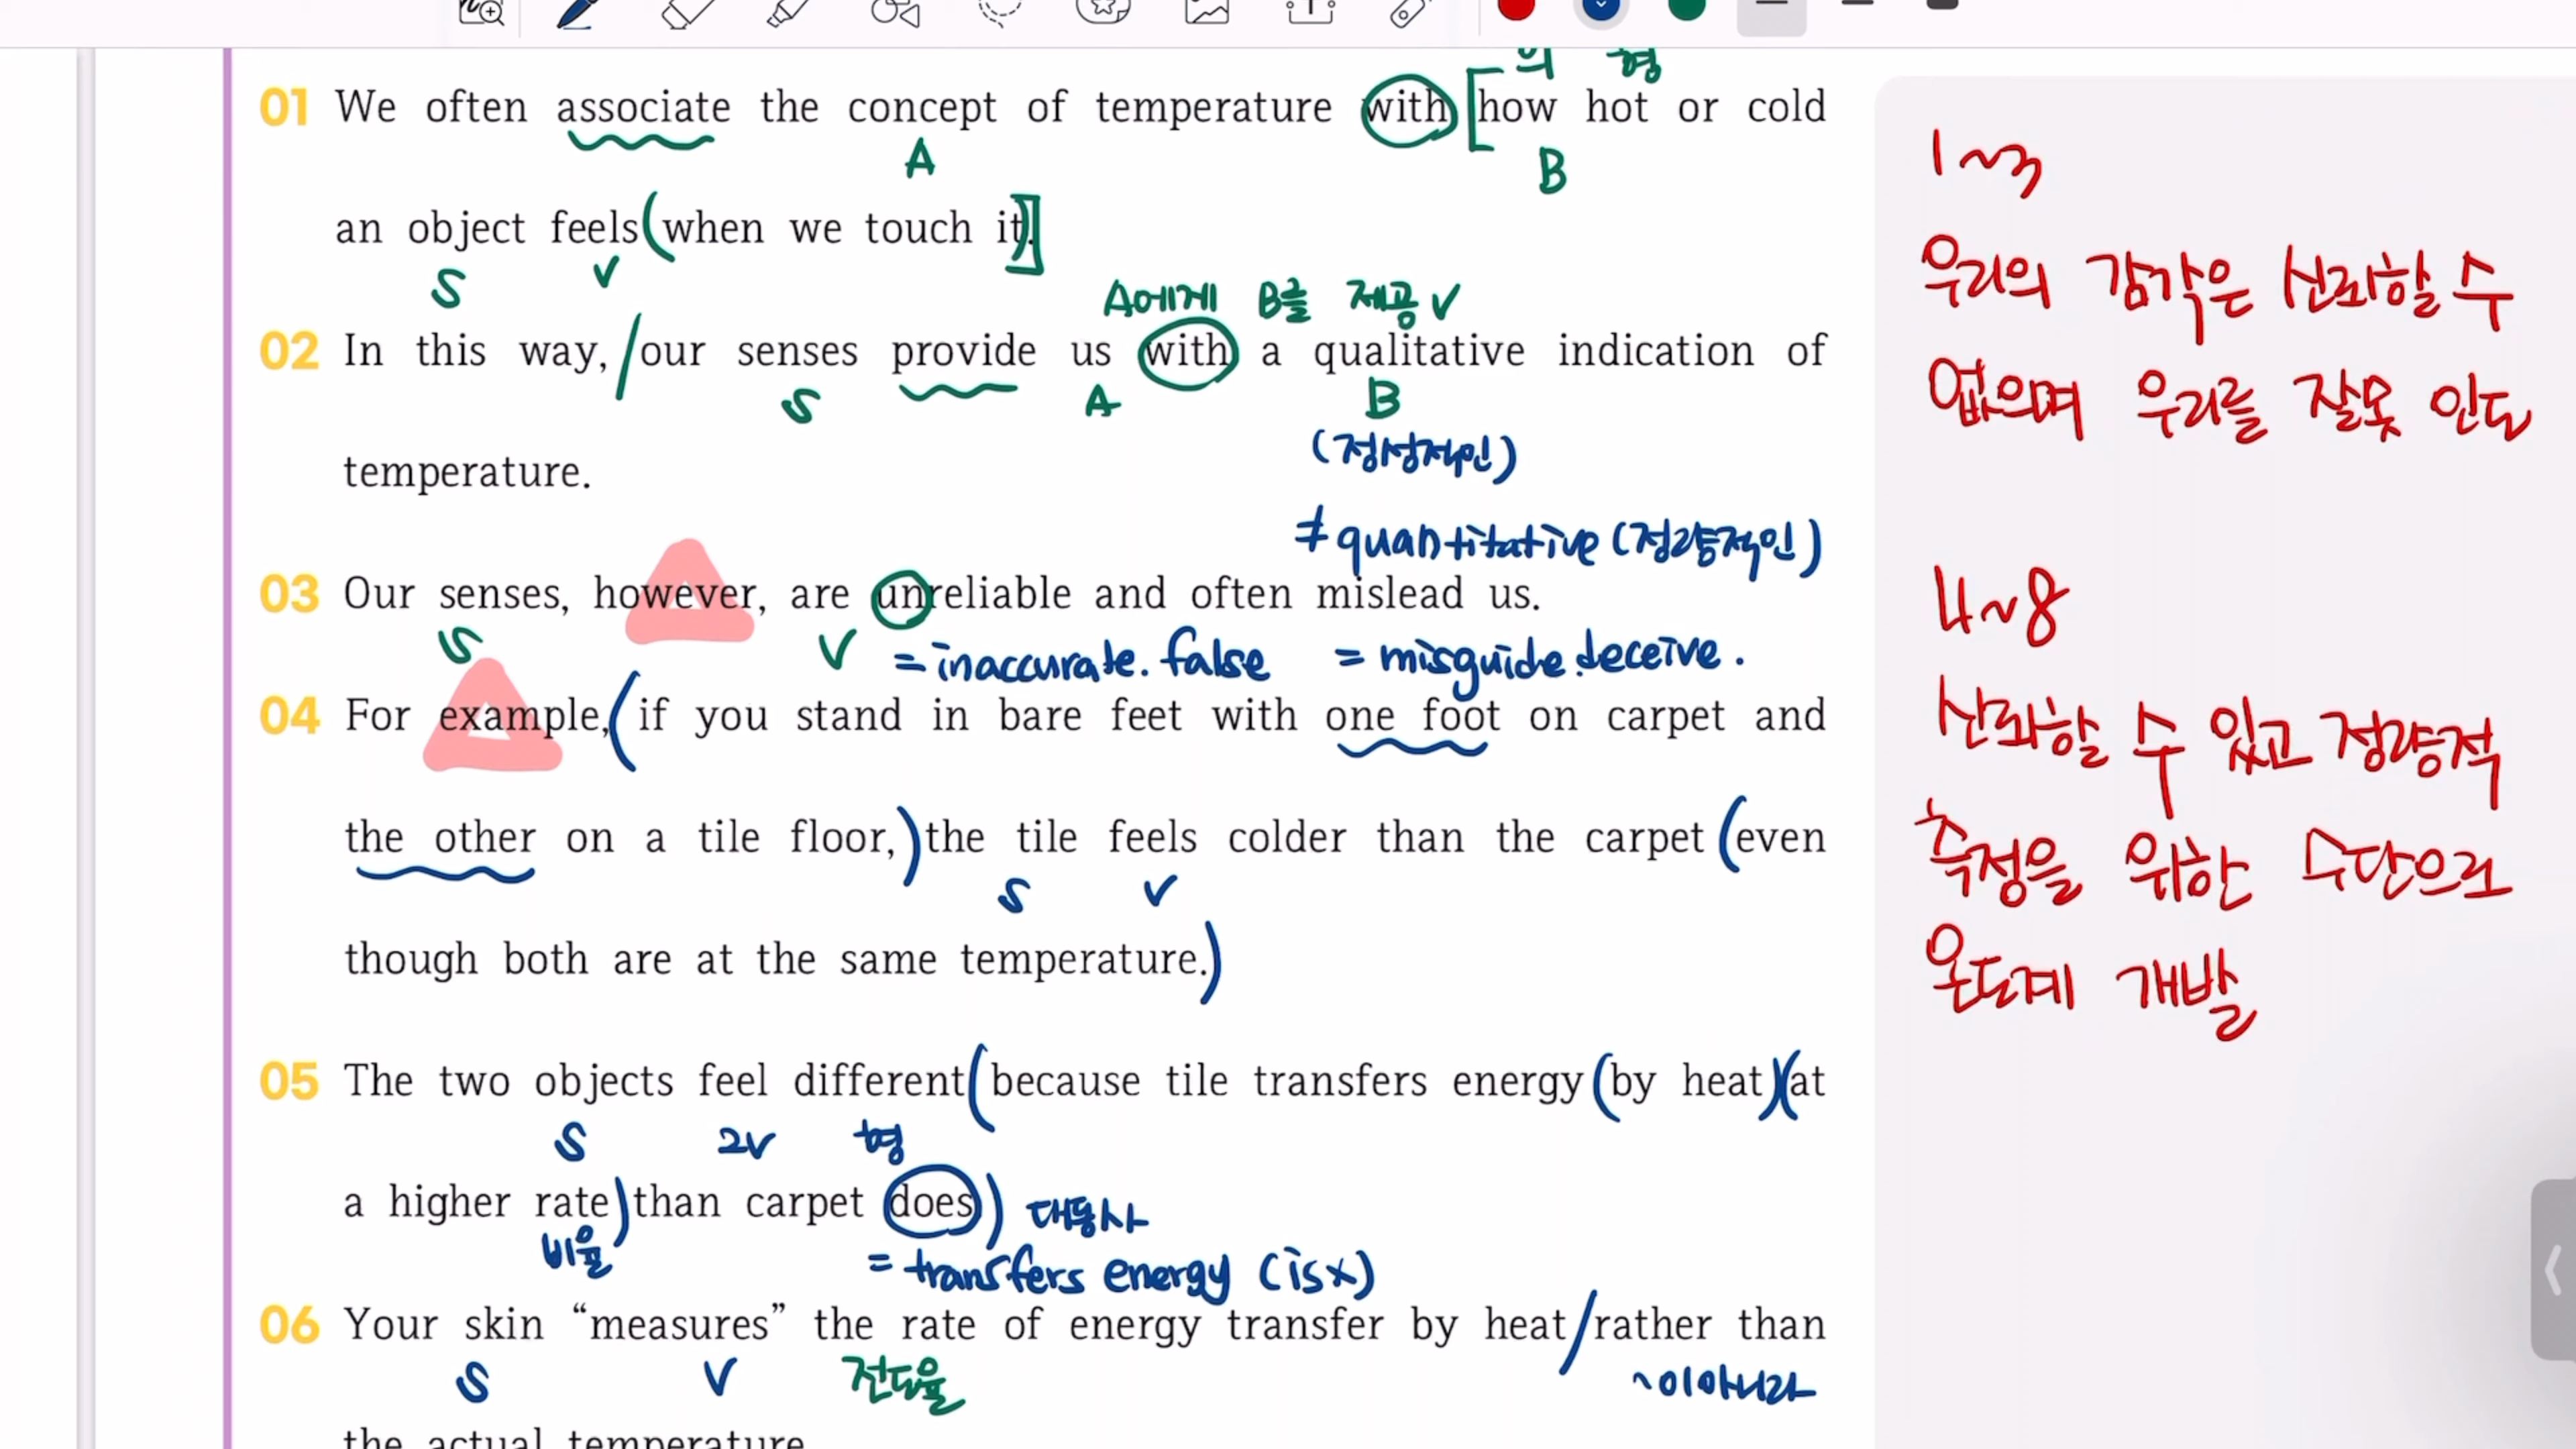 의 형
01 We often associate the concept of temperature with [how hot or cold
A B
an object feels (when we touch it.)]
S V
A에게 B를 제공 ✓
02 In this way, / our senses provide us with a qualitative indication of
S A B
(정성적인)
temperature.
≠ quantitative (정량적인)
03 Our senses, however, are unreliable and often mislead us.
S V = inaccurate. false = misguide. deceive.
04 For example, (if you stand in bare feet with one foot on carpet and
the other on a tile floor,) the tile feels colder than the carpet (even
S V
though both are at the same temperature.)
05 The two objects feel different (because tile transfers energy (by heat) (at
S 2V 형
a higher rate) than carpet does) 대동사
비율 = transfers energy (is x)
06 Your skin “measures” the rate of energy transfer by heat / rather than
S V 전도율 ~이 아니라
the actual temperature.
1~3
우리의 감각은 신뢰할 수
없으며 우리를 잘못 인도
4~8
신뢰할 수 있고 정량적
측정을 위한 수단으로
온도계 개발